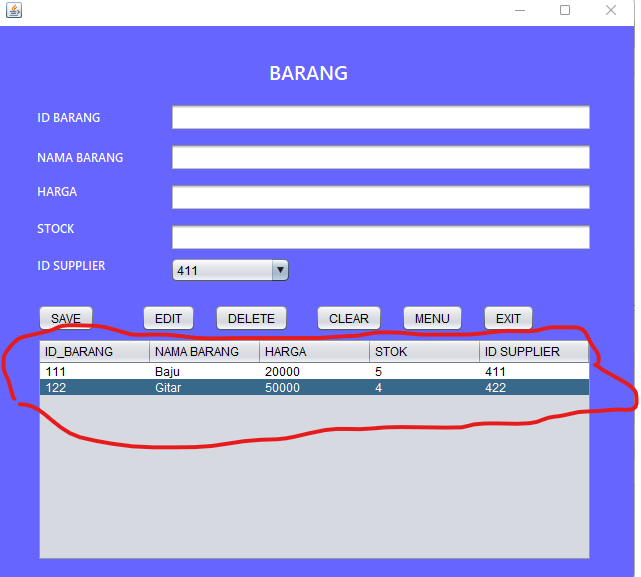 BARANG
ID BARANG
NAMA BARANG
HARGA
STOCK
ID SUPPLIER 411
SAVE EDIT DELETE CLEAR MENU EXIT
ID_BARANG NAMA BARANG HARGA STOK ID SUPPLIER
111 Baju 20000 5 411
122 Gitar 50000 4 422